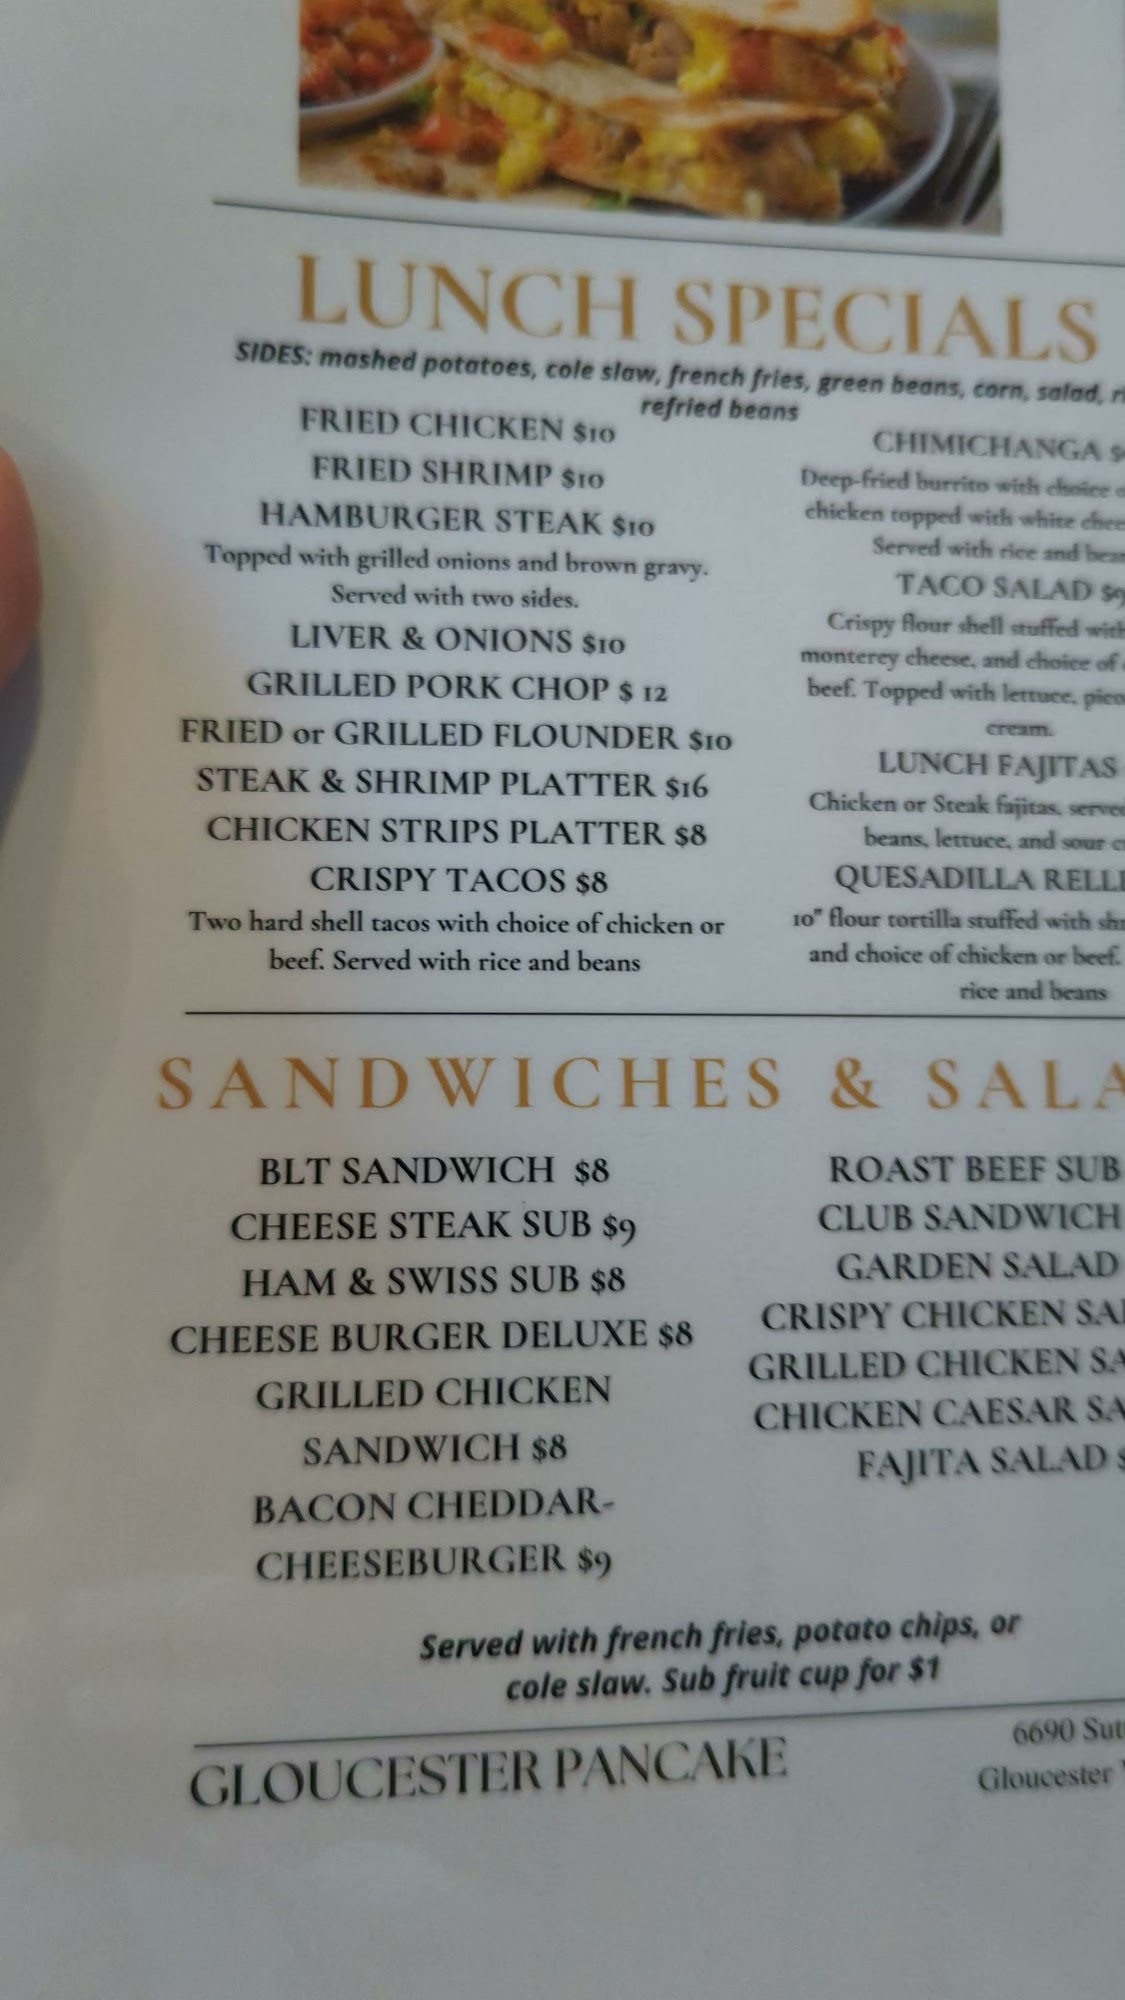 LUNCH SPECIALS
SIDES: mashed potatoes, cole slaw, french fries, green beans, corn, salad,
refried beans
FRIED CHICKEN $10
FRIED SHRIMP $10
HAMBURGER STEAK $10
Topped with grilled onions and brown gravy.
Served with two sides.
LIVER & ONIONS $10
GRILLED PORK CHOP $ 12
FRIED or GRILLED FLOUNDER $10
STEAK & SHRIMP PLATTER $16
CHICKEN STRIPS PLATTER $8
CRISPY TACOS $8
Two hard shell tacos with choice of chicken or
beef. Served with rice and beans
CHIMICHANGA
Deep-fried burrito with choice
chicken topped with white
Served with rice and
TACO SALAD $9
Crispy flour shell stuffed with
monterey cheese, and choice of
beef. Topped with lettuce, pico
cream.
LUNCH FAJITAS
Chicken or Steak fajitas, served
beans, lettuce, and sour
QUESADILLA
10" flour tortilla stuffed with
and choice of chicken or beef.
rice and beans
SANDWICHES &
BLT SANDWICH $8
CHEESE STEAK SUB $9
HAM & SWISS SUB $8
CHEESE BURGER DELUXE $8
GRILLED CHICKEN
SANDWICH $8
BACON CHEDDAR-
CHEESEBURGER $9
ROAST BEEF SUB
CLUB SANDWICH
GARDEN SALAD
CRISPY CHICKEN
GRILLED CHICKEN
CHICKEN CAESAR
FAJITA SALAD $
Served with french fries, potato chips, or
cole slaw. Sub fruit cup for $1
GLOUCESTER PANCAKE
6690
Gloucester